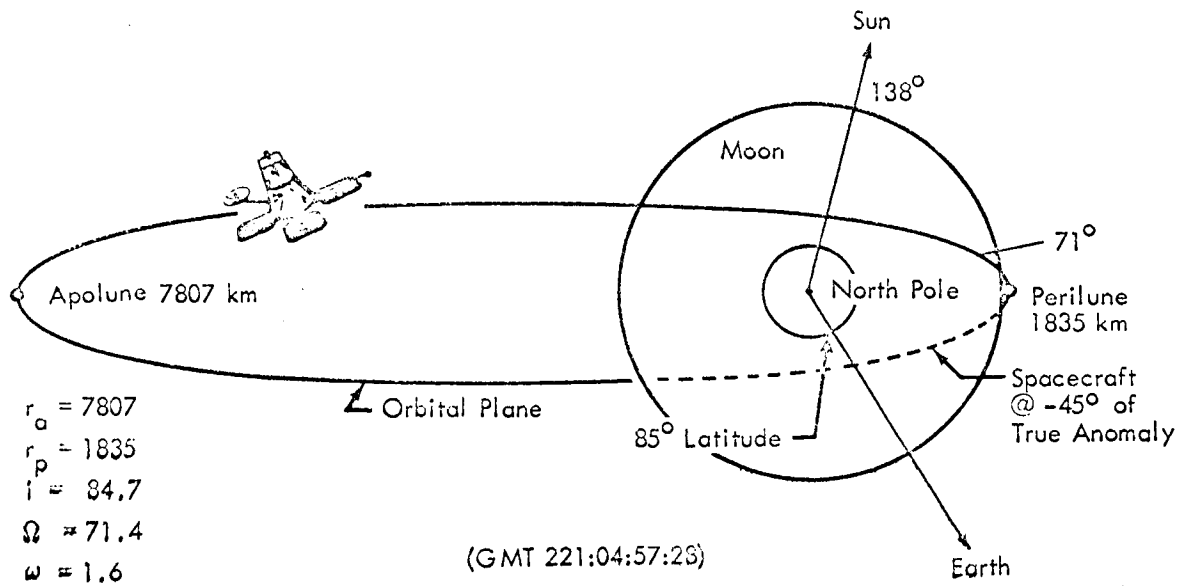 Sun
138°
Moon
71°
Apolune 7807 km
North Pole
Perilune
1835 km
Orbital Plane
85° Latitude
Spacecraft
@ -45° of
True Anomaly
r_a = 7807
r_p = 1835
i = 84.7
Ω = 71.4
ω = 1.6
(GMT 221:04:57:28)
Earth